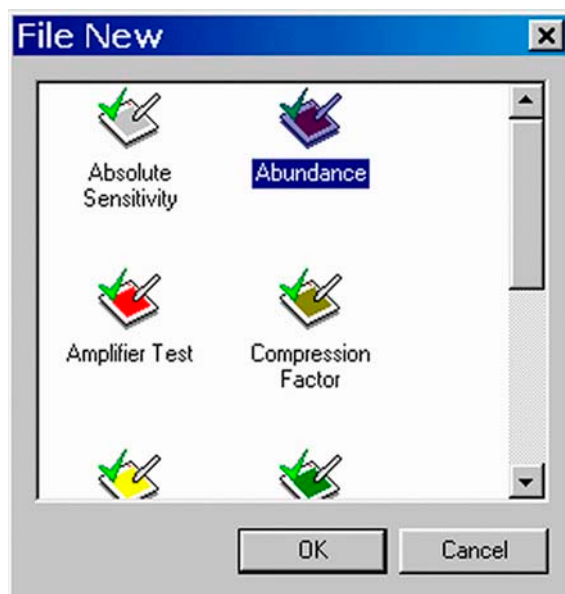 File New
Absolute
Sensitivity
Abundance
Amplifier Test
Compression
Factor
OK
Cancel